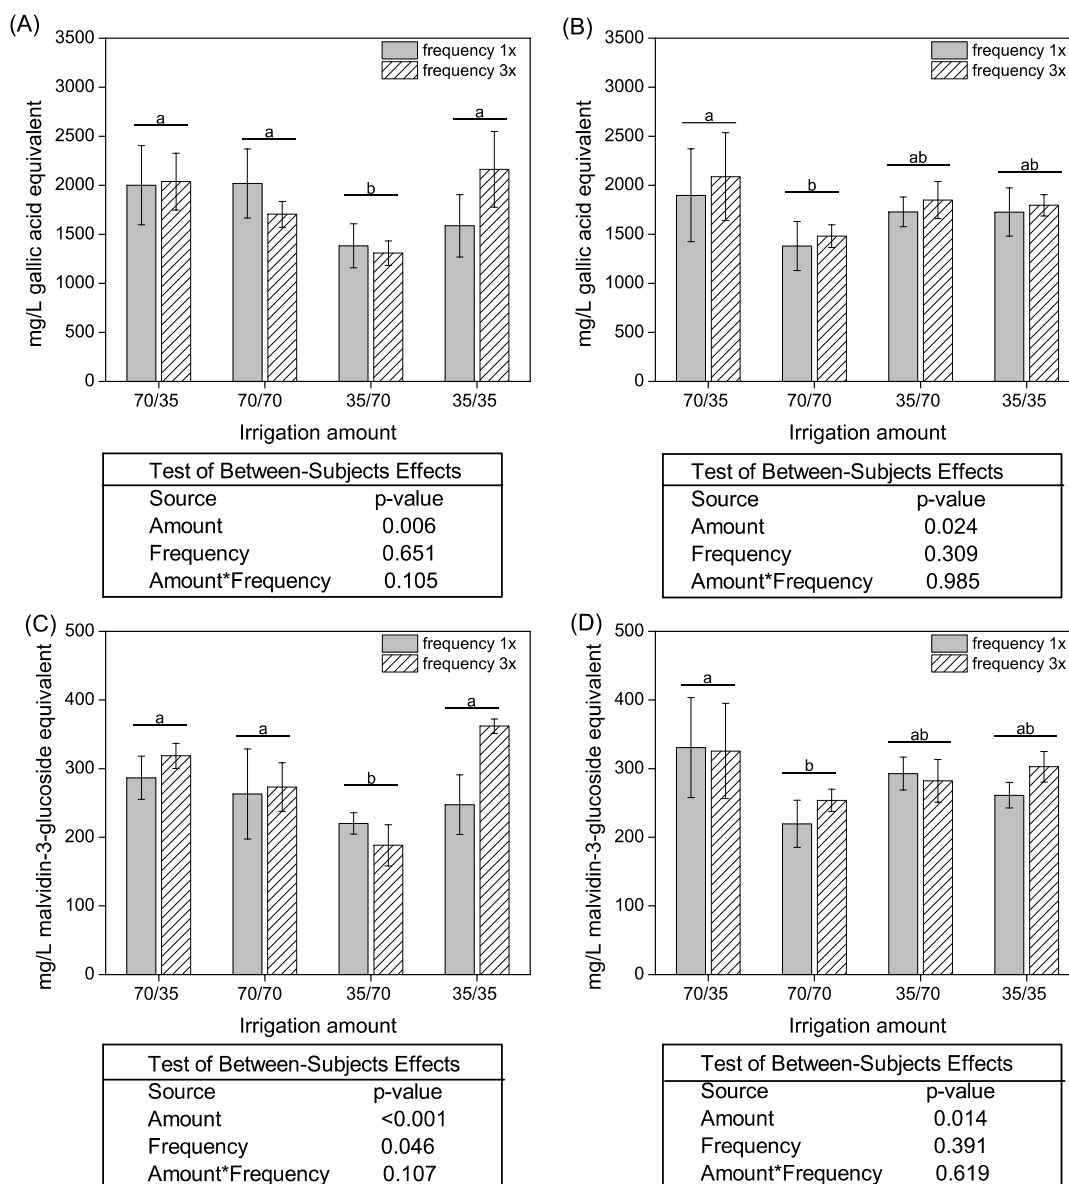 (A)
mg/L gallic acid equivalent
3500
3000
2500
2000
1500
1000
500
0
frequency 1x
frequency 3x
a
a
b
a
70/35
70/70
35/70
35/35
Irrigation amount
Test of Between-Subjects Effects
Source p-value
Amount 0.006
Frequency 0.651
Amount*Frequency 0.105
(B)
mg/L gallic acid equivalent
3500
3000
2500
2000
1500
1000
500
0
frequency 1x
frequency 3x
a
b
ab
ab
70/35
70/70
35/70
35/35
Irrigation amount
Test of Between-Subjects Effects
Source p-value
Amount 0.024
Frequency 0.309
Amount*Frequency 0.985
(C)
mg/L malvidin-3-glucoside equivalent
500
400
300
200
100
0
frequency 1x
frequency 3x
a
a
b
a
70/35
70/70
35/70
35/35
Irrigation amount
Test of Between-Subjects Effects
Source p-value
Amount <0.001
Frequency 0.046
Amount*Frequency 0.107
(D)
mg/L malvidin-3-glucoside equivalent
500
400
300
200
100
0
frequency 1x
frequency 3x
a
b
ab
ab
70/35
70/70
35/70
35/35
Irrigation amount
Test of Between-Subjects Effects
Source p-value
Amount 0.014
Frequency 0.391
Amount*Frequency 0.619